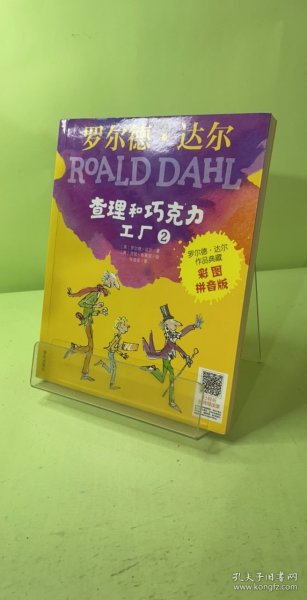 罗尔德·达尔
ROALD DAHL
查理和巧克力
工厂 2
罗尔德·达尔
作品典藏
彩图
拼音版
孔夫子旧书网